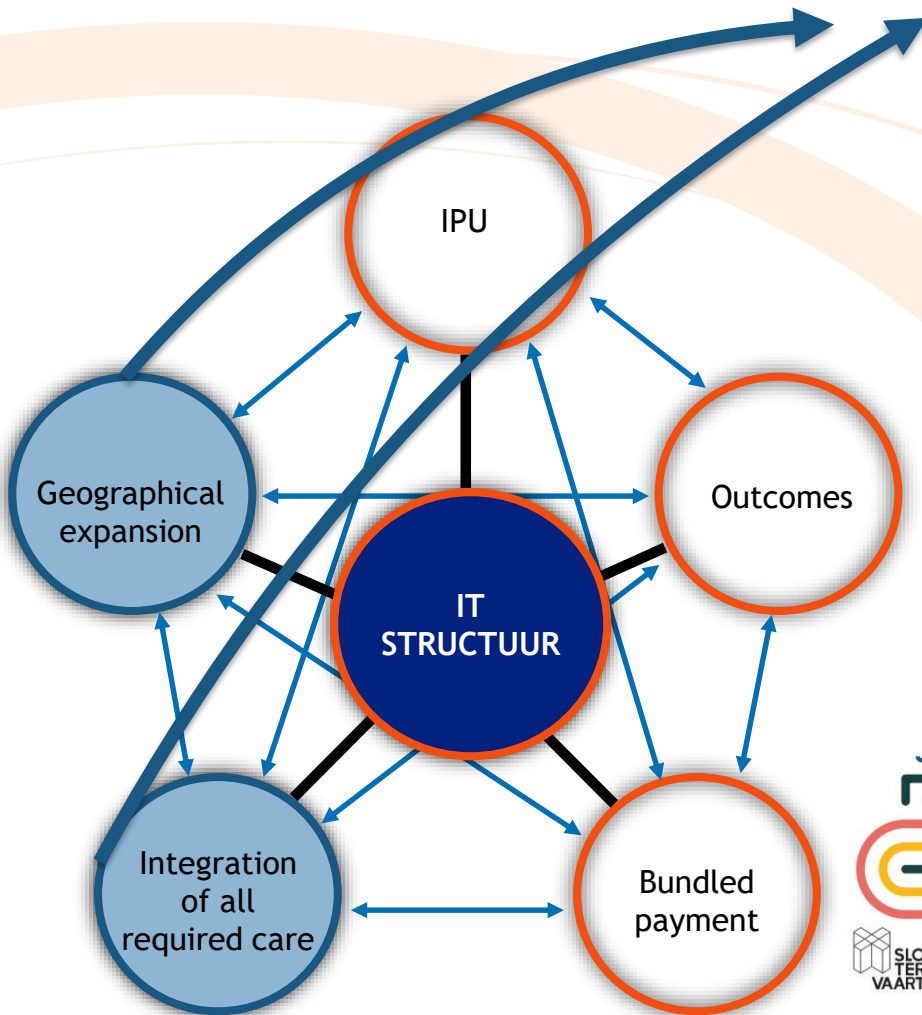 IPU
Geographical
expansion
Outcomes
IT
STRUCTUUR
Integration
of all
required care
Bundled
payment